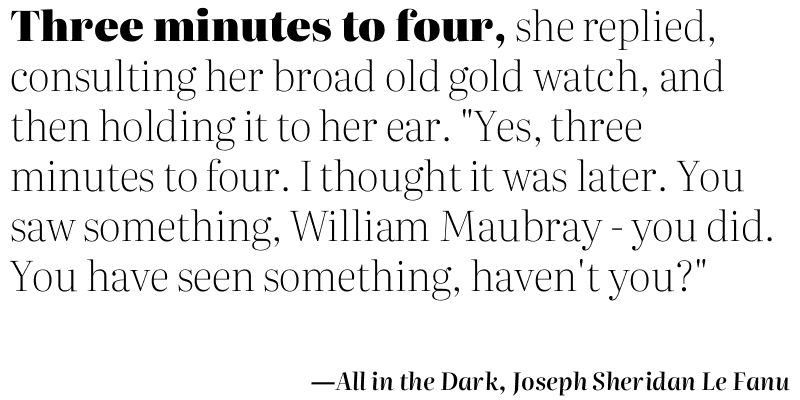 Three minutes to four, she replied,
consulting her broad old gold watch, and
then holding it to her ear. "Yes, three
minutes to four. I thought it was later. You
saw something, William Maubray - you did.
You have seen something, haven't you?"
—All in the Dark, Joseph Sheridan Le Fanu